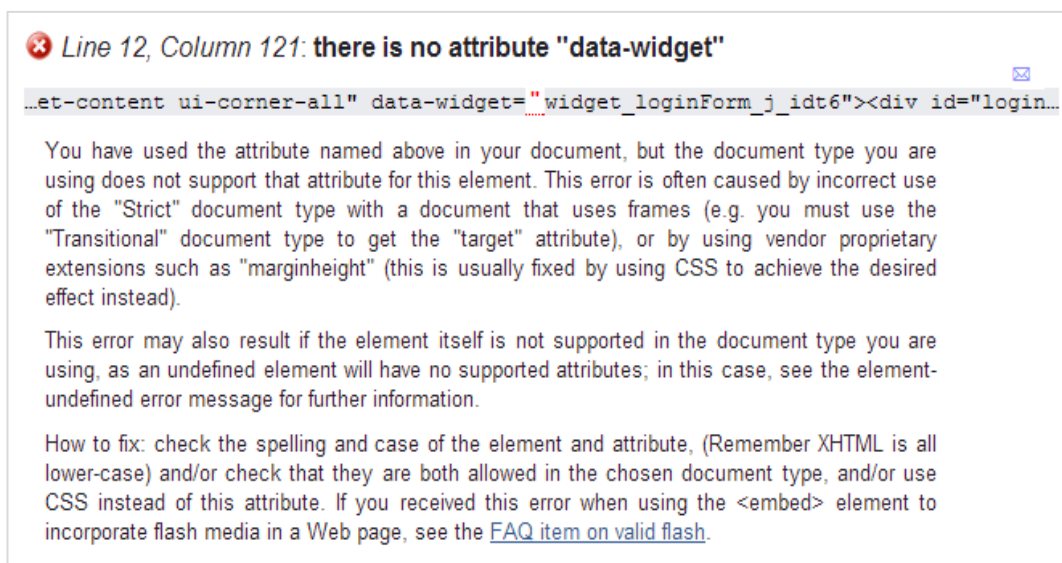 Line 12, Column 121: there is no attribute "data-widget"
…et-content ui-corner-all" data-widget="widget_loginForm_j_idt6"><div id="login…
You have used the attribute named above in your document, but the document type you are
using does not support that attribute for this element. This error is often caused by incorrect use
of the "Strict" document type with a document that uses frames (e.g. you must use the
"Transitional" document type to get the "target" attribute), or by using vendor proprietary
extensions such as "marginheight" (this is usually fixed by using CSS to achieve the desired
effect instead).
This error may also result if the element itself is not supported in the document type you are
using, as an undefined element will have no supported attributes; in this case, see the element-
undefined error message for further information.
How to fix: check the spelling and case of the element and attribute, (Remember XHTML is all
lower-case) and/or check that they are both allowed in the chosen document type, and/or use
CSS instead of this attribute. If you received this error when using the <embed> element to
incorporate flash media in a Web page, see the FAQ item on valid flash.